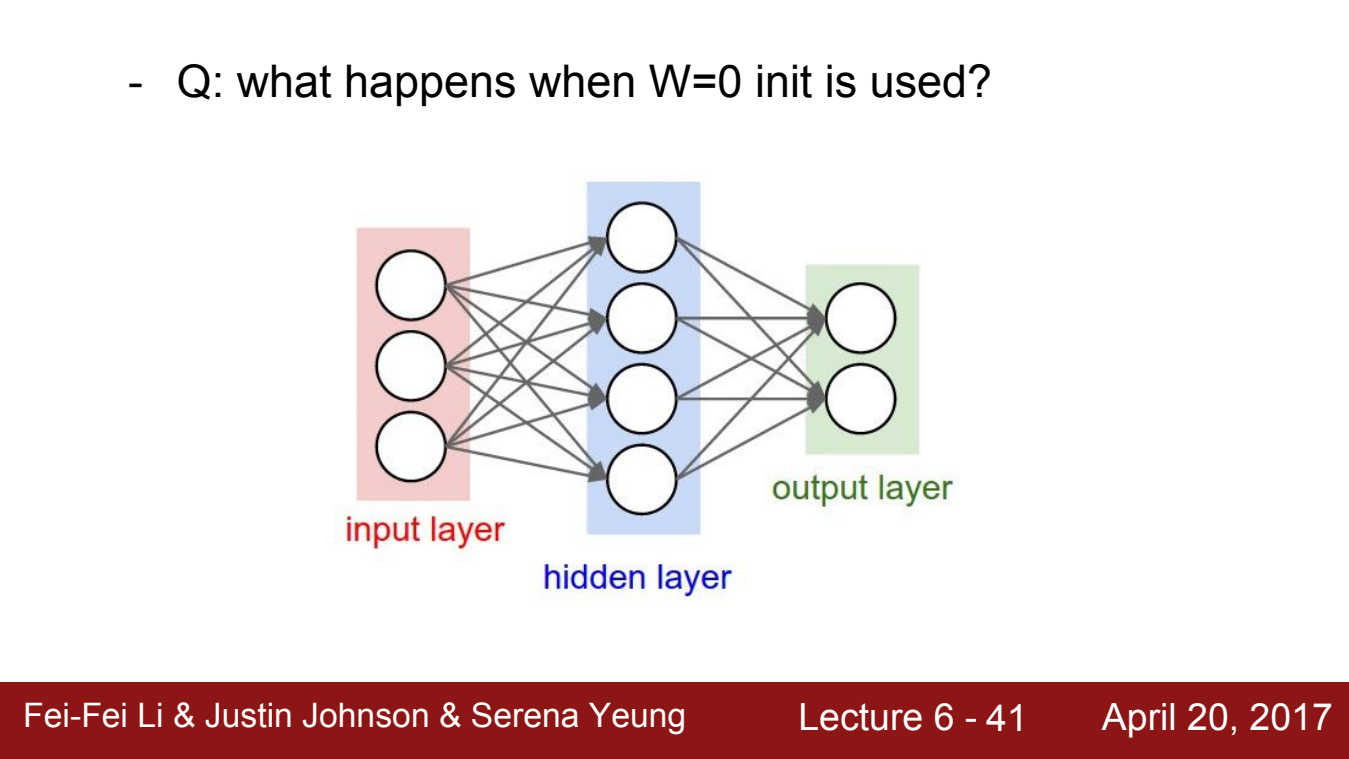 - Q: what happens when W=0 init is used?
input layer
hidden layer
output layer
Fei-Fei Li & Justin Johnson & Serena Yeung
Lecture 6 - 41
April 20, 2017